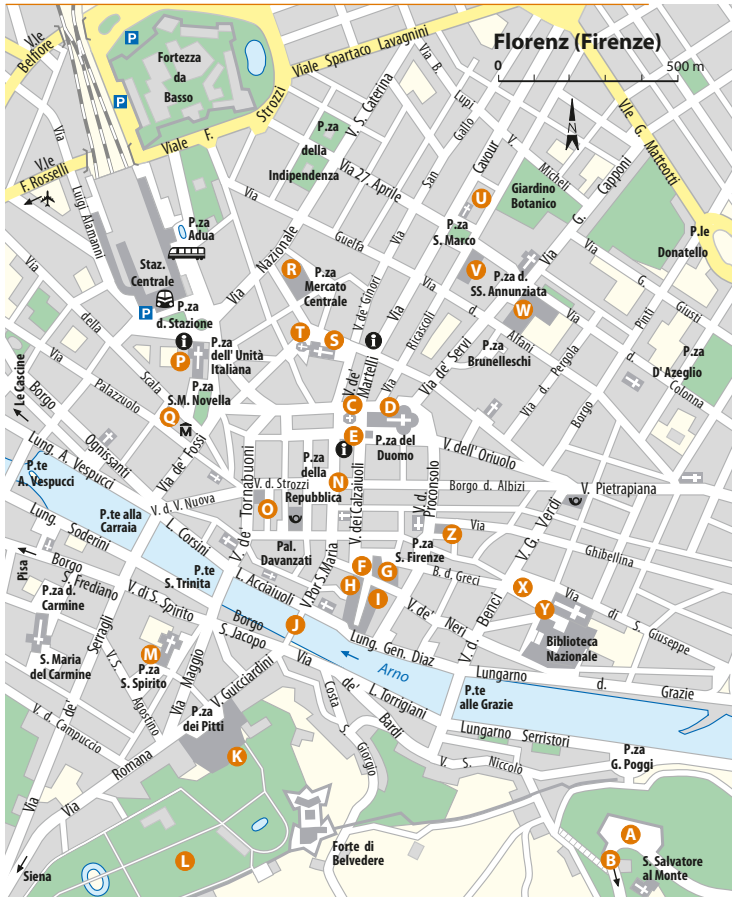 Florenz (Firenze)
0
500 m
N
V.le
Belfiore
P
P
P
Fortezza
da
Basso
Viale Spartaco Lavagnini
Via B.
Lupi
V.le G. Matteotti
V. S. Caterina
San
Gallo
Cavour
V.
Micheli
G.
Capponi
Viale F.
Strozzi
P.za
della
Indipendenza
Via 27. Aprile
Via
V.le
F. Rosselli
Luigi Alamanni
U
Giardino
Botanico
P.le
Donatello
P.za
Adua
Staz.
Centrale
Via
Nazionale
Guelfa
Via
P.za
S. Marco
V
P.za d.
SS. Annunziata
W
G.
Giusti
R
P.za
Mercato
Centrale
V. de' Ginori
Via
Ricasoli
Alfani
Via
Pinti
Via
della
Scala
P
P.za
d. Stazione
i
P
P.za
dell' Unità
Italiana
T
S
i
V. de'
Martelli
Via
Via de' Servi
P.za
Brunelleschi
Via d. Pergola
Borgo
P.za
D' Azeglio
Colonna
Le Cascine
Via
Palazzuolo
Borgo
Ognissanti
Q
M
P.za
S.M. Novella
Via de' Fossi
C
D
E
i
P.za del
Duomo
V. dell' Oriuolo
Lung. A. Vespucci
P.te
A. Vespucci
V. d. V. Nuova
V. de' Tornabuoni
V. d. Strozzi
P.za
della
Repubblica
N
V. dei Calzaiuoli
V. d.
Proconsolo
Borgo d. Albizi
V. Pietrapiana
V. G. Verdi
O
Lung.
Soderini
P.te alla
Carraia
L. Corsini
Pal.
Davanzati
V. Por S. Maria
Z
Via
Ghibellina
P.za
S. Firenze
B. d. Greci
Pisa
Borgo
S. Frediano
P.te
S. Trinita
L. Acciaiuoli
F
G
H
I
X
Y
Via
di
S. Giuseppe
P.za d.
Carmine
V. di S. Spirito
Borgo
S. Jacopo
J
V. de'
Neri
V. d. Benci
Biblioteca
Nazionale
S. Maria
del Carmine
Serragli
de'
V. S.
Agostino
M
P.za
S. Spirito
Via Maggio
V. Guicciardini
Via
de'
Bardi
Lung. Gen. Diaz
Arno
L. Torrigiani
Lungarno
d.
Grazie
P.te
alle Grazie
Lungarno Serristori
V. d. Campuccio
P.za
dei Pitti
Costa
S.
Giorgio
V. S. Niccolo
P.za
G. Poggi
Via
Via
Romana
K
L
Siena
Forte di
Belvedere
A
B
S. Salvatore
al Monte